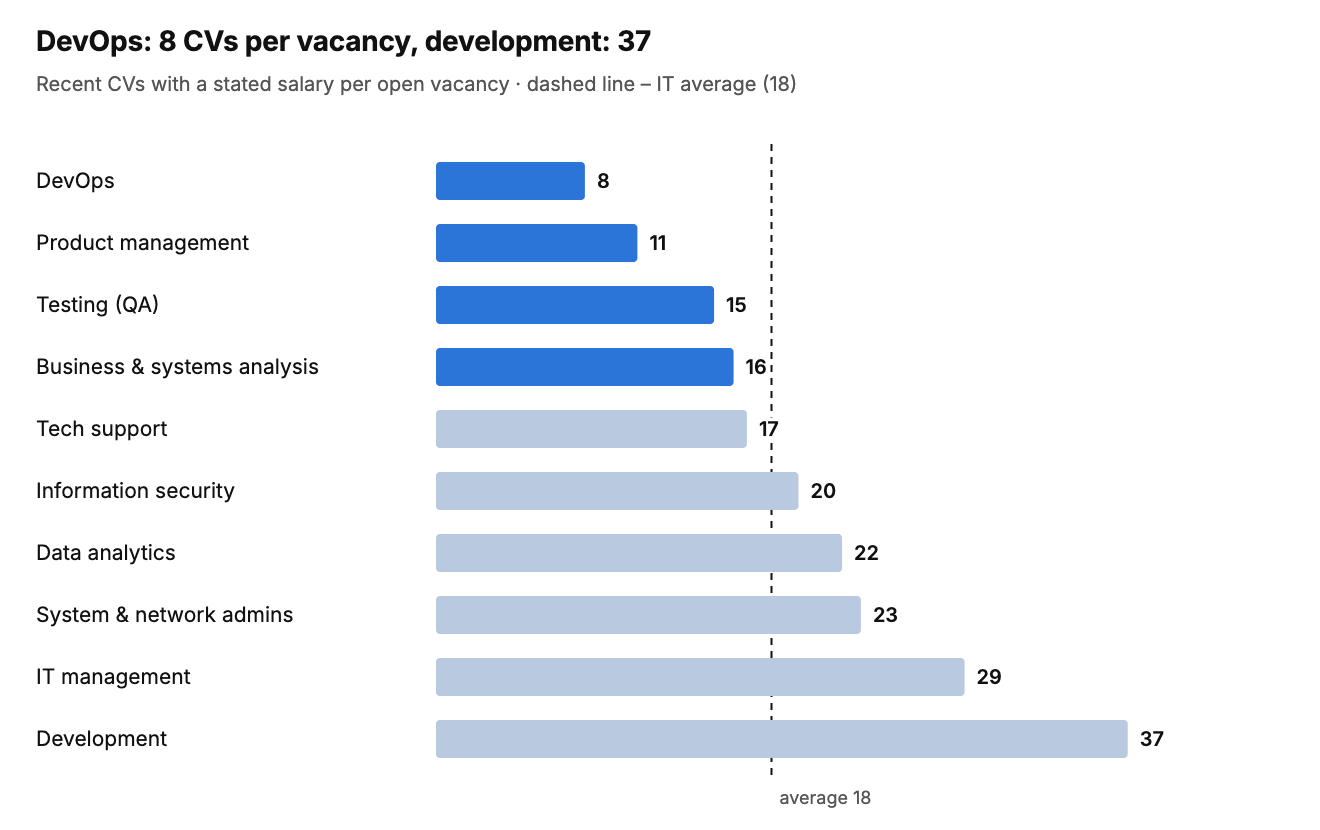 DevOps: 8 CVs per vacancy, development: 37
Recent CVs with a stated salary per open vacancy · dashed line – IT average (18)
DevOps 8
Product management 11
Testing (QA) 15
Business & systems analysis 16
Tech support 17
Information security 20
Data analytics 22
System & network admins 23
IT management 29
Development 37
average 18